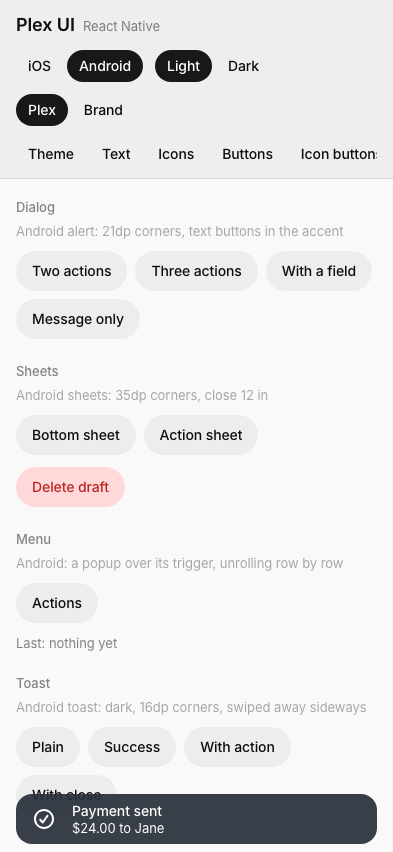 Plex UI React Native
iOS Android Light Dark
Plex Brand
Theme Text Icons Buttons Icon buttons
Dialog
Android alert: 21dp corners, text buttons in the accent
Two actions Three actions With a field
Message only
Sheets
Android sheets: 35dp corners, close 12 in
Bottom sheet Action sheet
Delete draft
Menu
Android: a popup over its trigger, unrolling row by row
Actions
Last: nothing yet
Toast
Android toast: dark, 16dp corners, swiped away sideways
Plain Success With action
With close
Payment sent
$24.00 to Jane